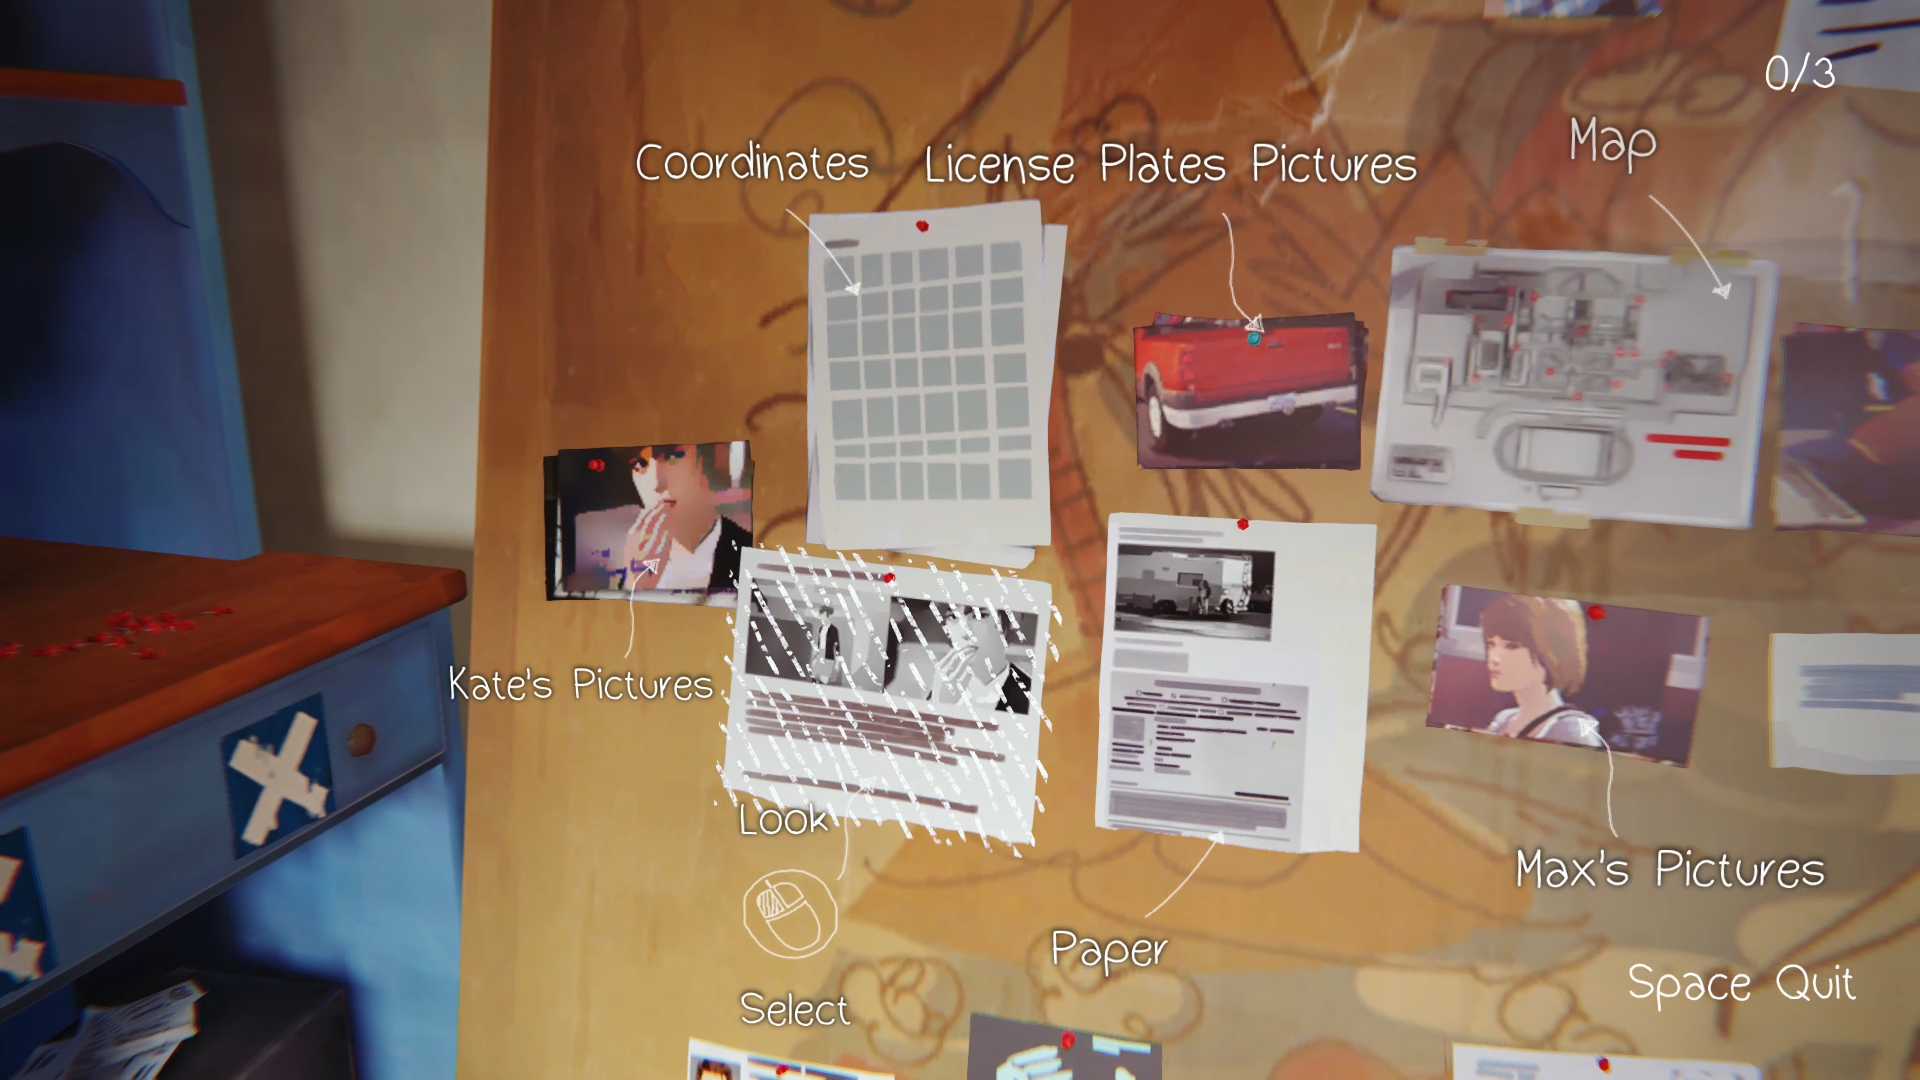 0/3
Map
Coordinates
License Plates Pictures
Kate's Pictures
Look
Max's Pictures
Paper
Space Quit
Select